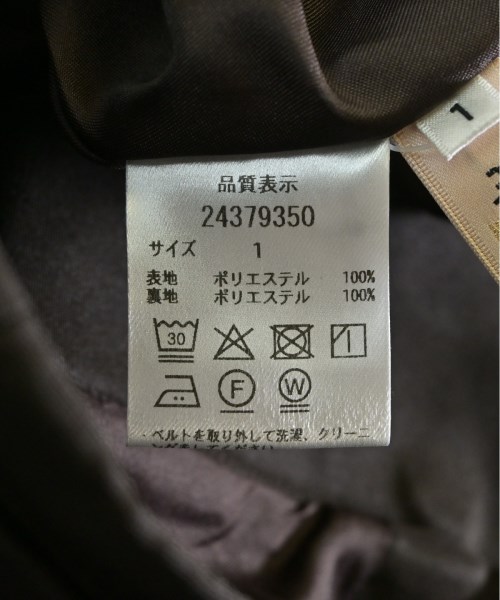 1
品質表示
24379350
サイズ 1
表地 ポリエステル 100%
裏地 ポリエステル 100%
30
F W
・ベルトを取り外して洗濯、クリーニ